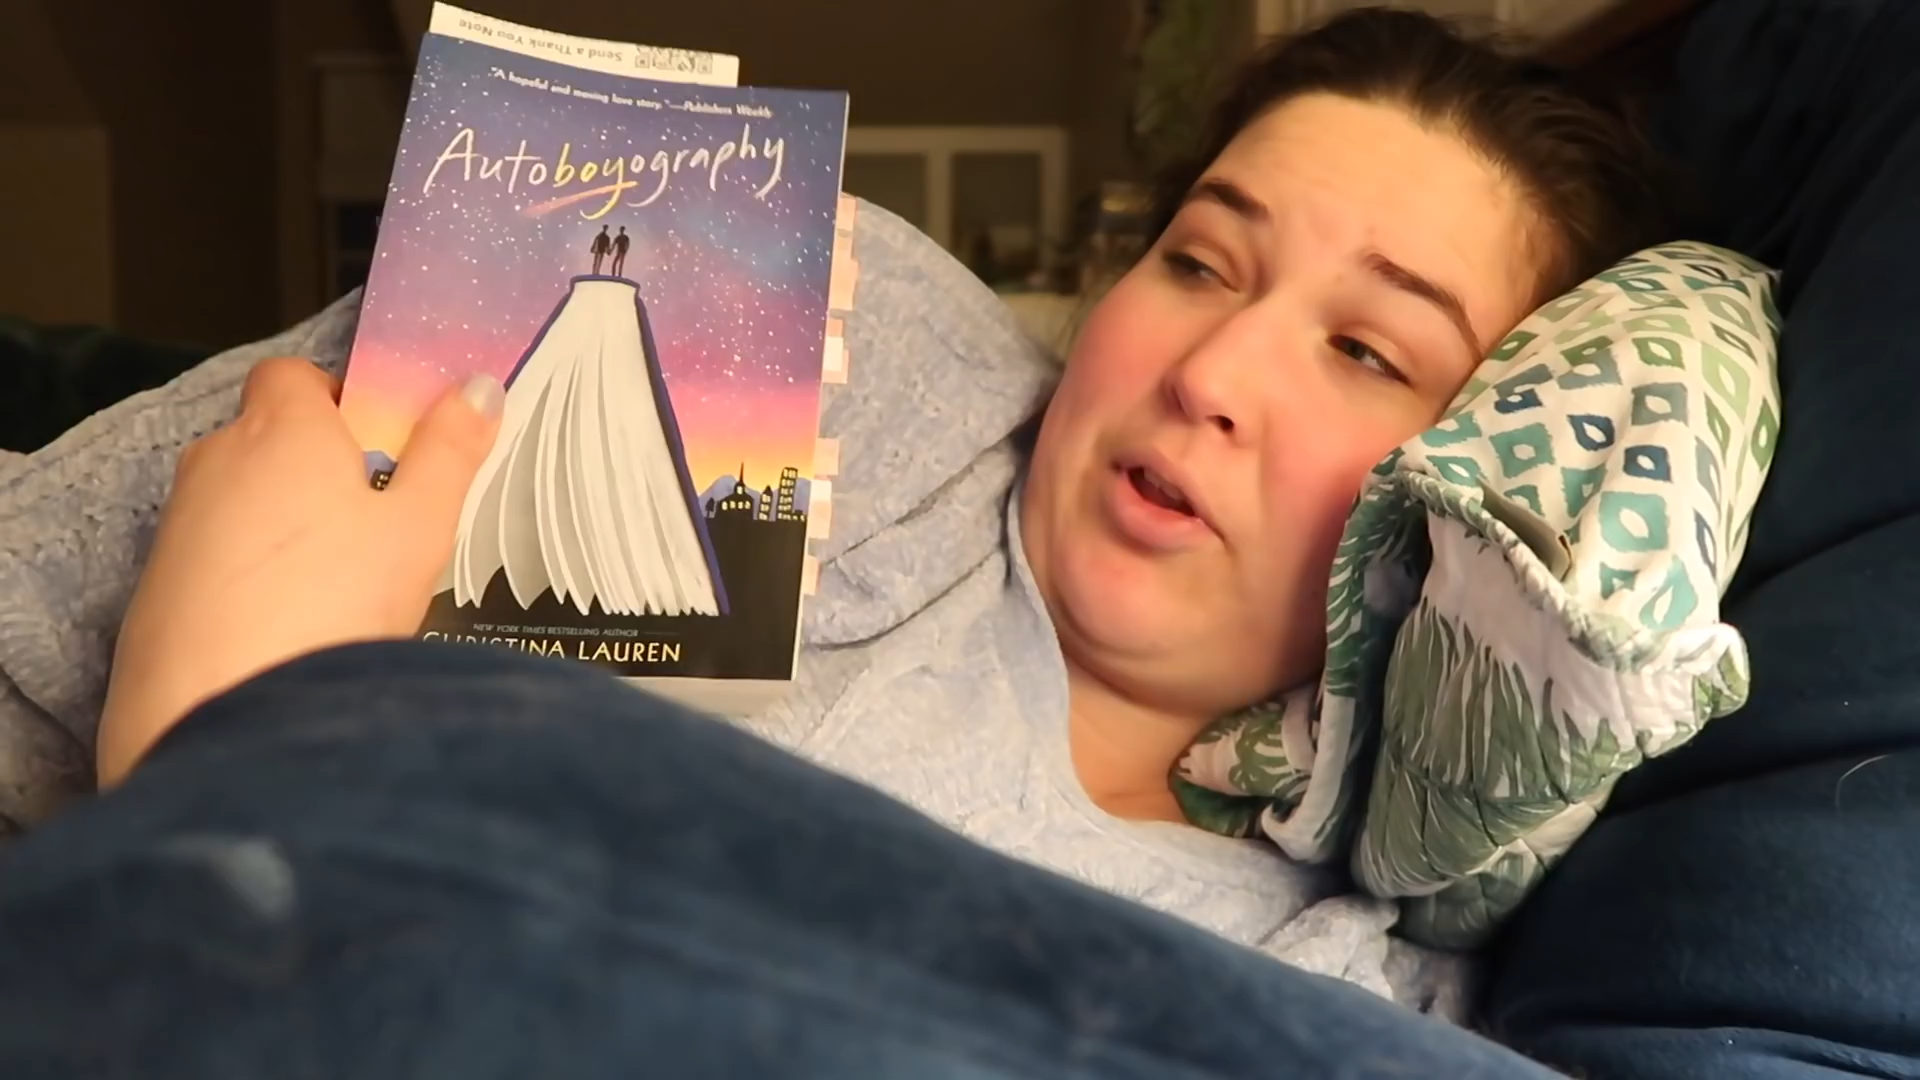 Send a Thank You Note
"A hopeful and moving love story."—Publishers Weekly
Autoboyography
NEW YORK TIMES BESTSELLING AUTHOR
CHRISTINA LAUREN